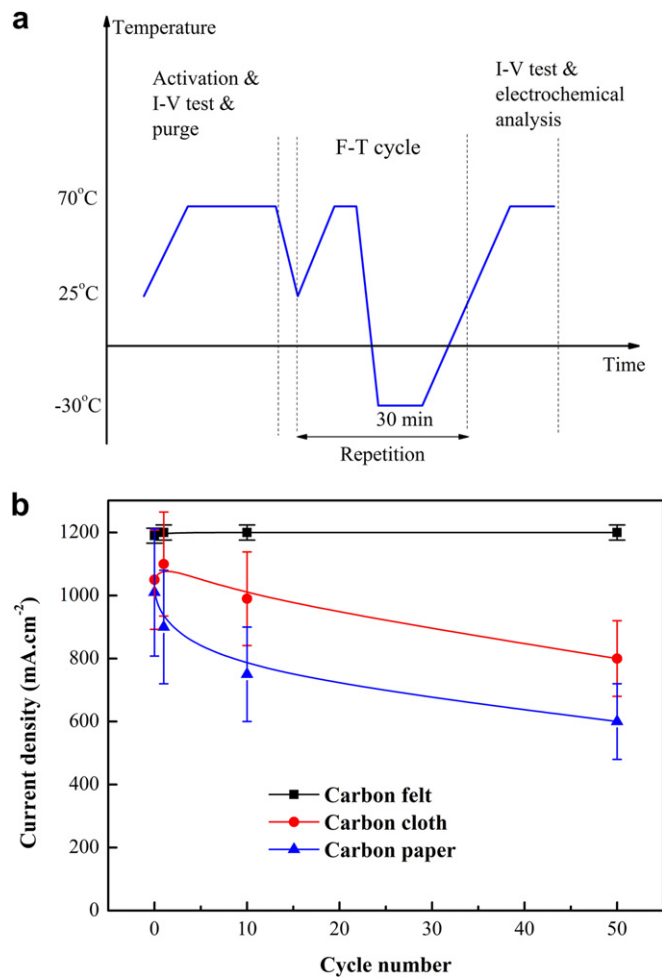 a
Temperature
Activation &
I-V test &
purge
F-T cycle
I-V test &
electrochemical
analysis
70°C
25°C
-30°C
Time
30 min
Repetition
b
Current density (mA.cm⁻²)
1200
1000
800
600
400
200
0
Carbon felt
Carbon cloth
Carbon paper
0
10
20
30
40
50
Cycle number